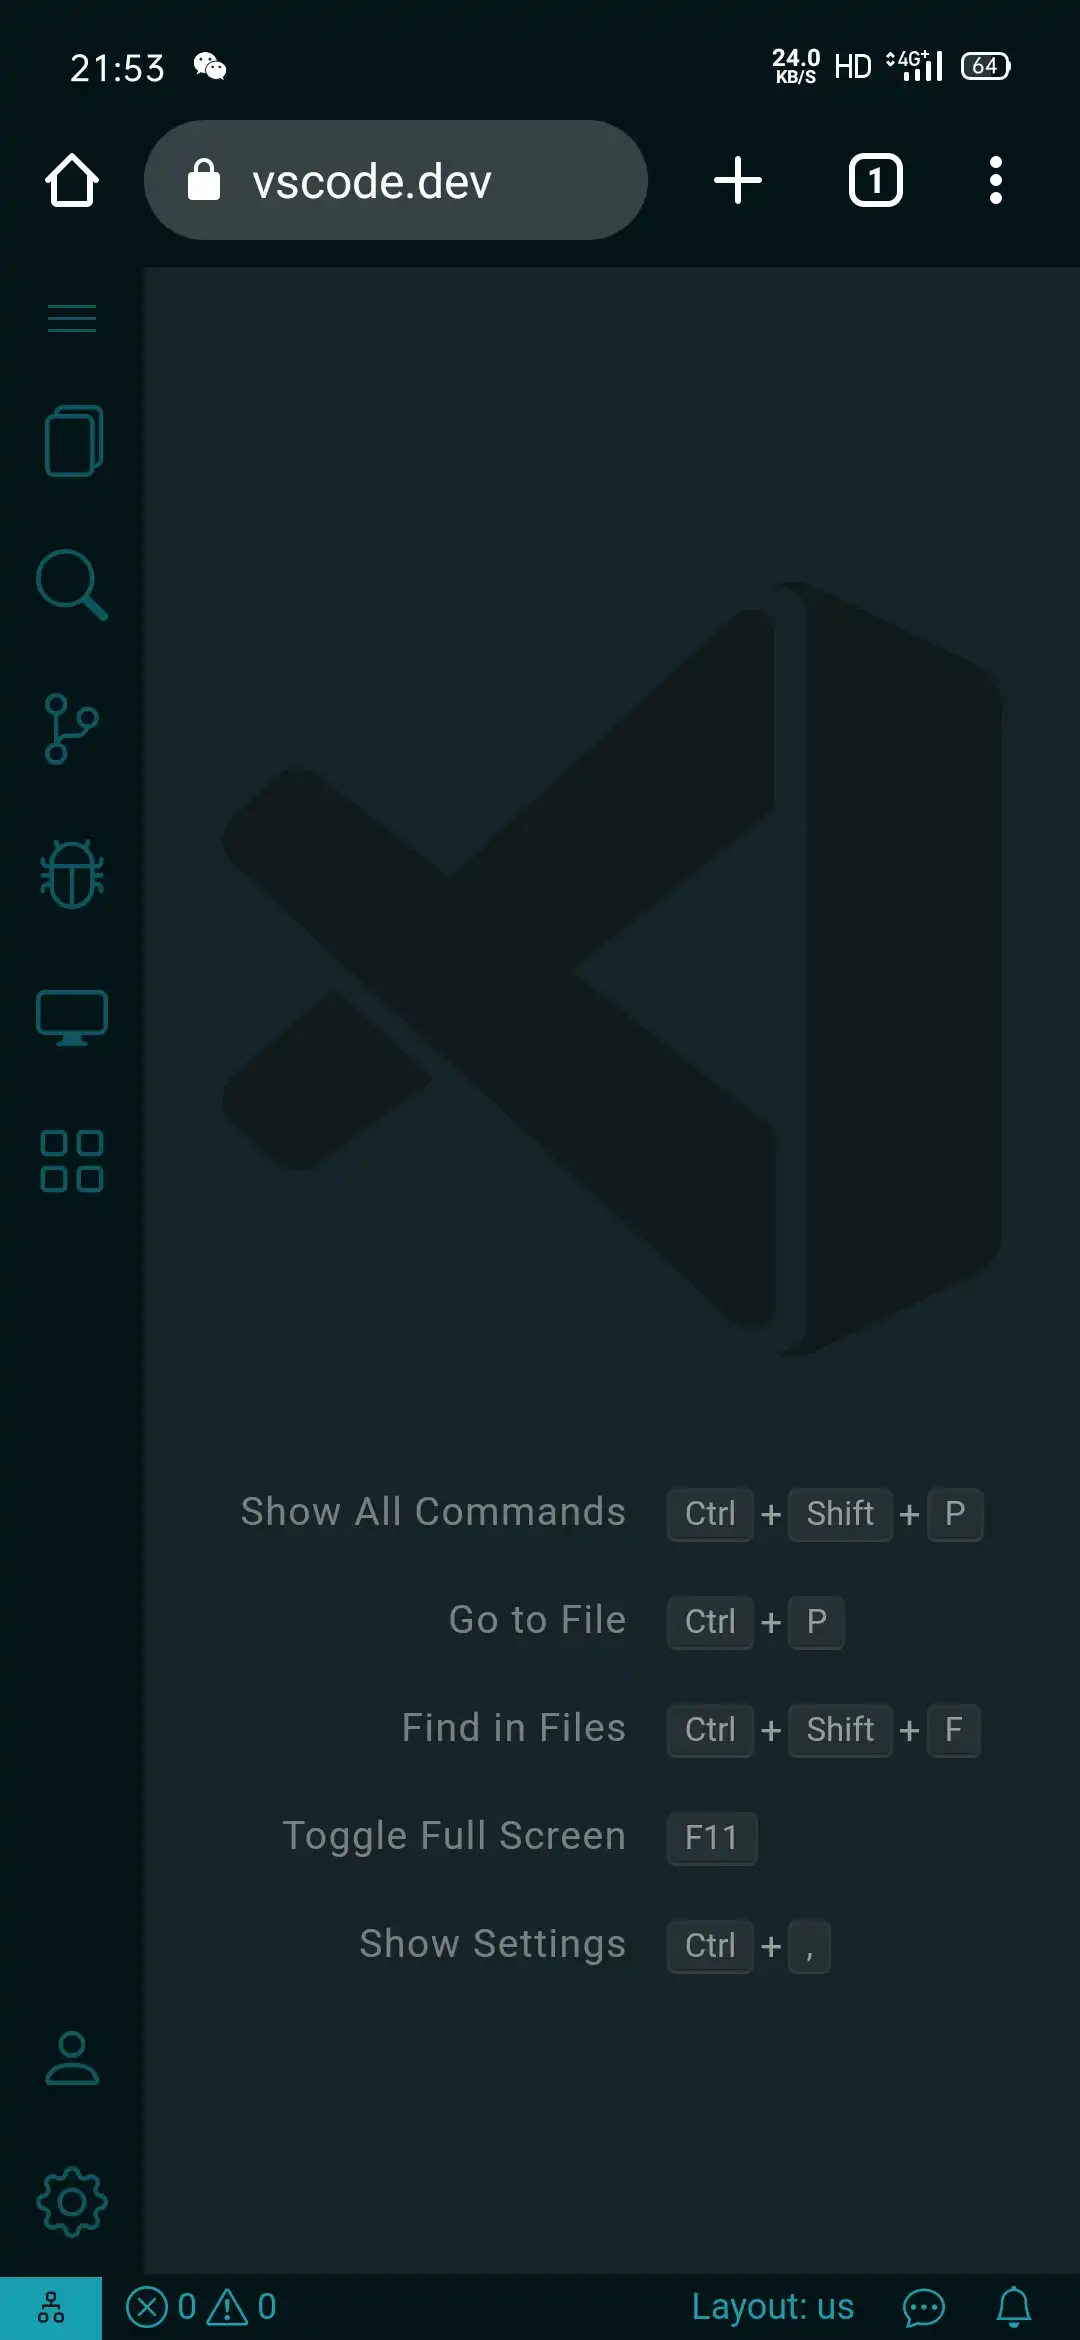 21:53 24.0 KB/S HD 4G+ 64
vscode.dev 1
Show All Commands Ctrl + Shift + P
Go to File Ctrl + P
Find in Files Ctrl + Shift + F
Toggle Full Screen F11
Show Settings Ctrl + ,
0 0 Layout: us